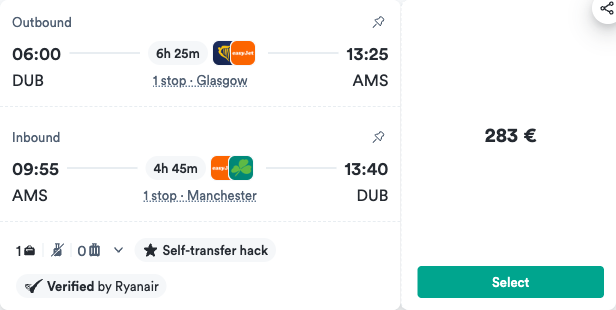 Outbound
06:00 6h 25m easyJet 13:25
DUB 1 stop · Glasgow AMS
Inbound
09:55 4h 45m easyJ 13:40
AMS 1 stop · Manchester DUB
1 0 Self-transfer hack
Verified by Ryanair
283 €
Select